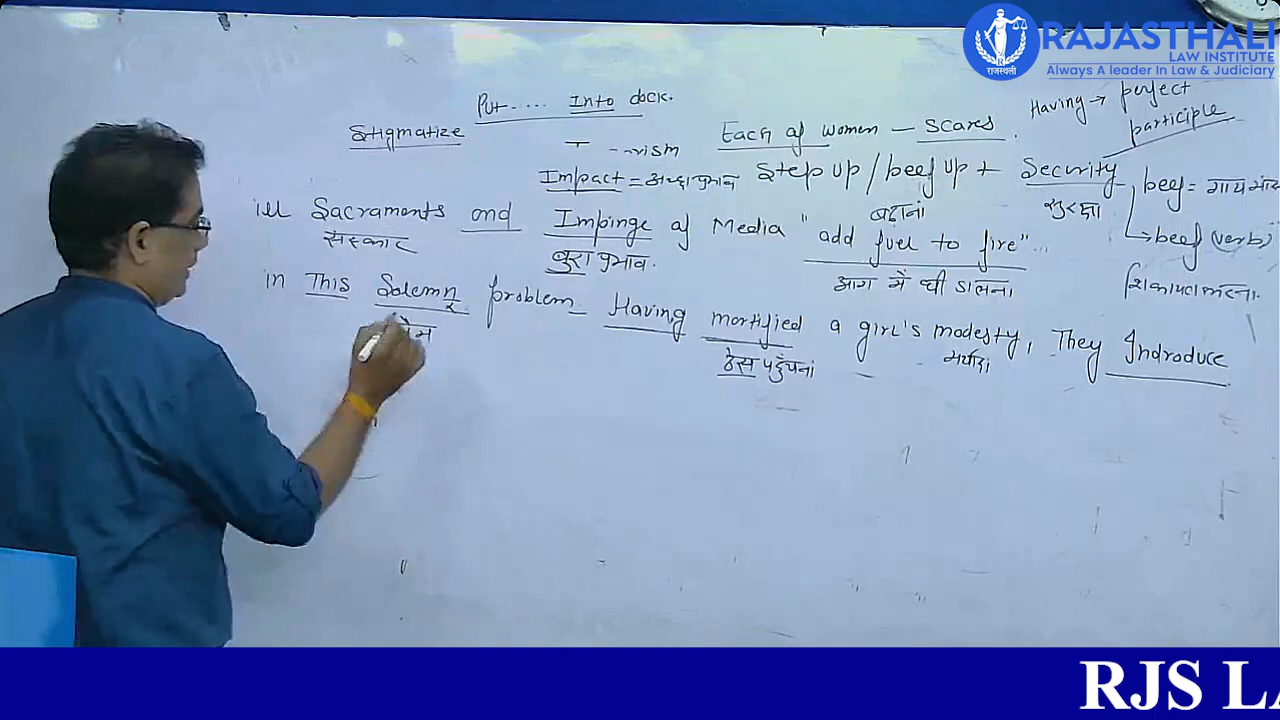 RAJASTHALI
LAW INSTITUTE
Always A leader In Law & Judiciary
राजस्थली
Put .... Into dock.
Having → perfect
participle
Stigmatize
Each of women – scares.
Impact = अच्छा प्रभाव
Step up / beef up + Security
beef = गाय मांस
बढ़ाना
सुरक्षा
beef (verb)
ill Sacraments and Impinge of Media "add fuel to fire"...
संस्कार
बुरा प्रभाव.
आग में घी डालना
शिकायत करना.
in This Solemn problem Having mortified a girl's modesty, They Indroduce
ठेस पहुंचना
मर्यादा
RJS LA